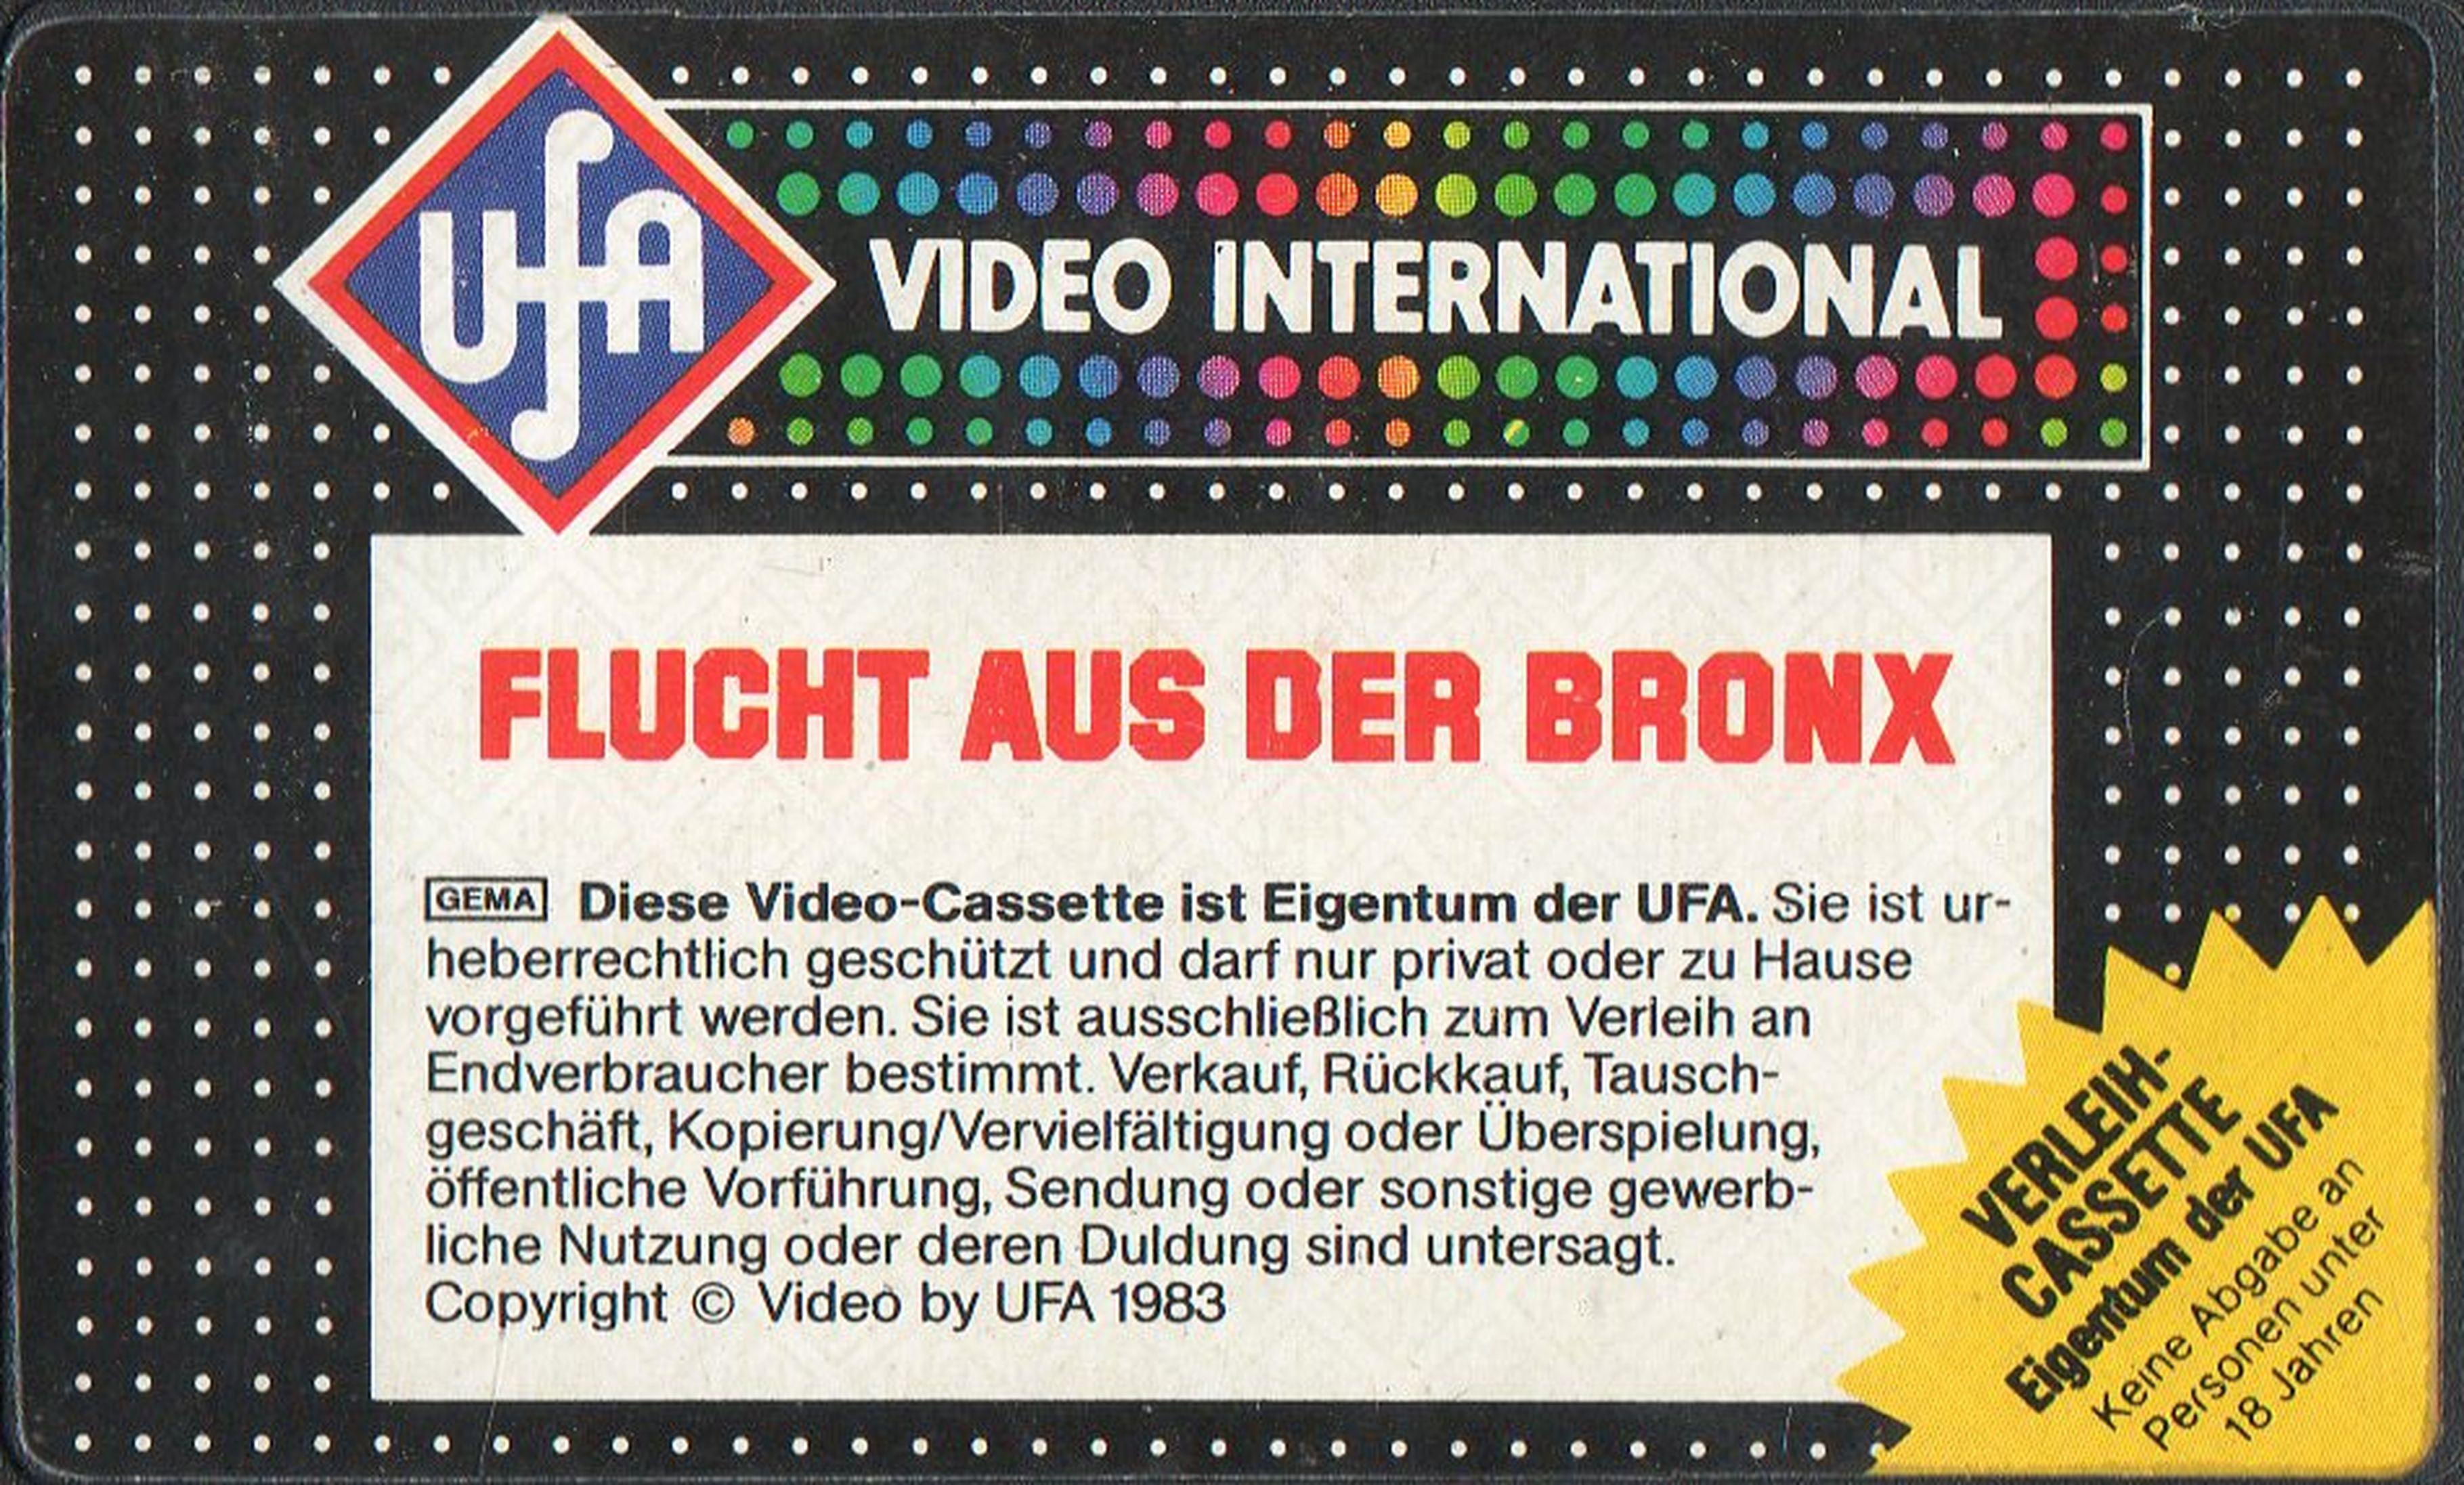 UFA
VIDEO INTERNATIONAL
FLUCHT AUS DER BRONX
GEMA Diese Video-Cassette ist Eigentum der UFA. Sie ist ur-
heberrechtlich geschützt und darf nur privat oder zu Hause
vorgeführt werden. Sie ist ausschließlich zum Verleih an
Endverbraucher bestimmt. Verkauf, Rückkauf, Tausch-
geschäft, Kopierung/Vervielfältigung oder Überspielung,
öffentliche Vorführung, Sendung oder sonstige gewerb-
liche Nutzung oder deren Duldung sind untersagt.
Copyright © Video by UFA 1983
VERLEIH-
CASSETTE
Eigentum der UFA
Keine Abgabe an
Personen unter
18 Jahren